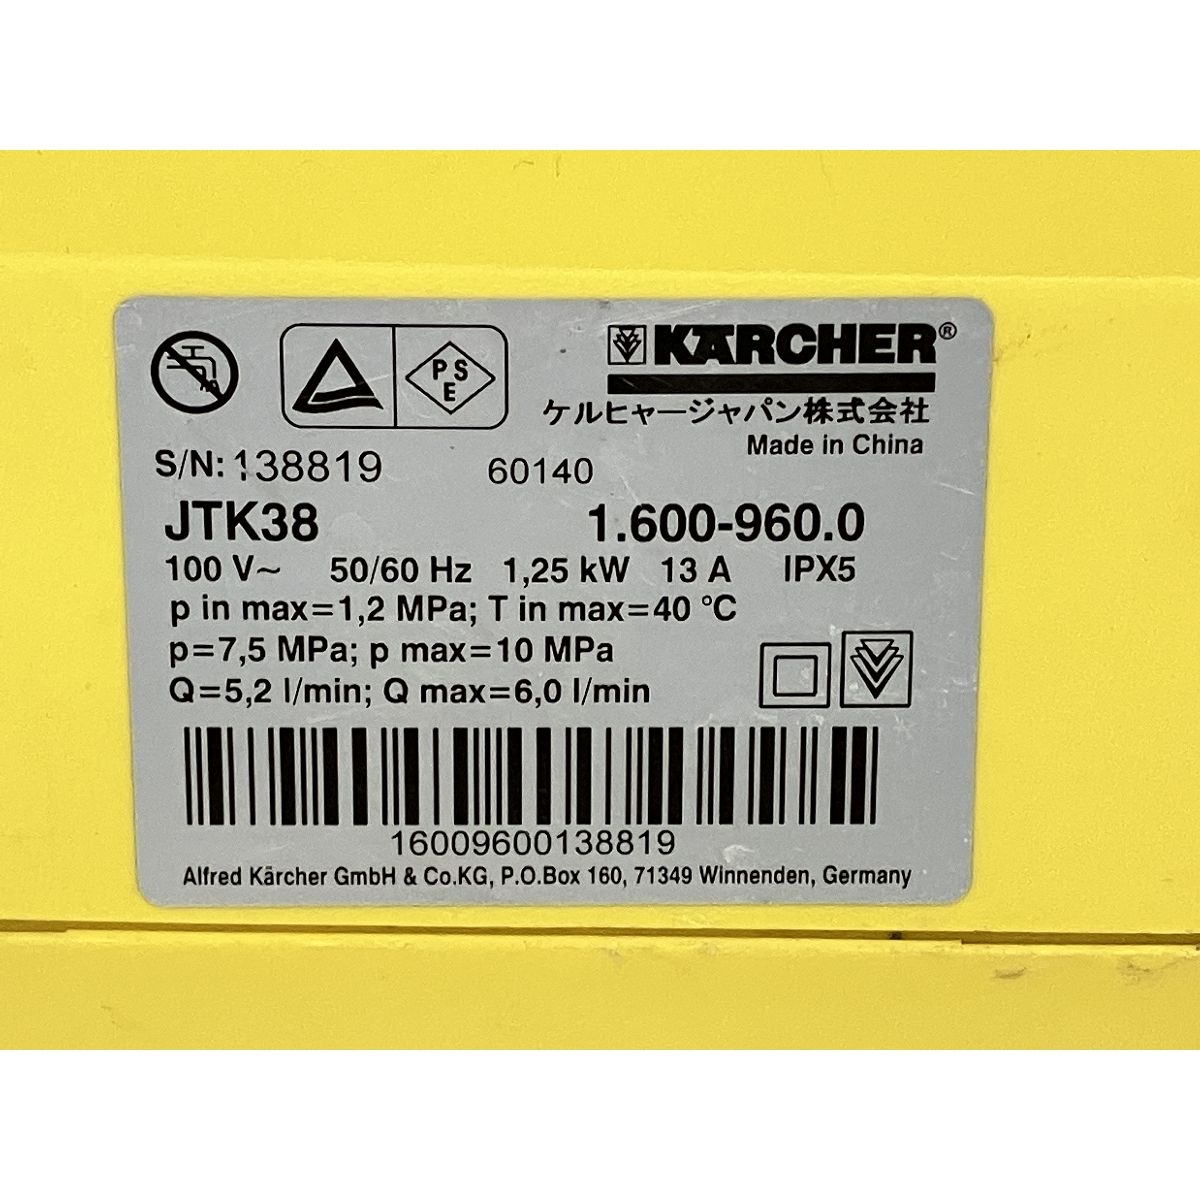 KÄRCHER®
ケルヒャージャパン株式会社
Made in China
PSE
S/N: 138819 60140
JTK38 1.600-960.0
100 V~ 50/60 Hz 1,25 kW 13 A IPX5
p in max=1,2 MPa; T in max=40 °C
p=7,5 MPa; p max=10 MPa
Q=5,2 l/min; Q max=6,0 l/min
16009600138819
Alfred Kärcher GmbH & Co.KG, P.O.Box 160, 71349 Winnenden, Germany